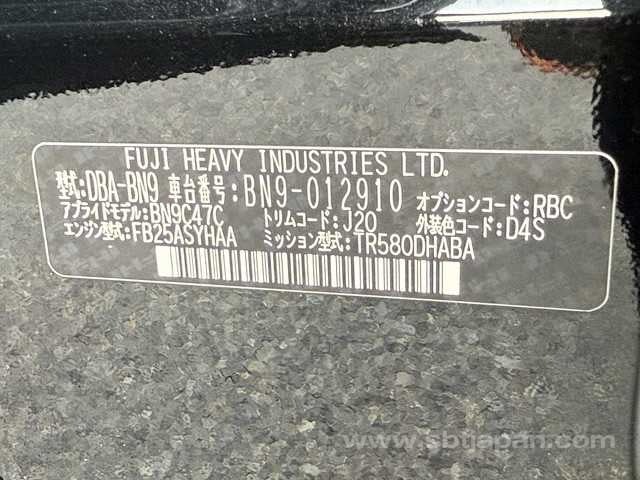 FUJI HEAVY INDUSTRIES LTD.
型式:DBA-BN9 車台番号:BN9-012910 オプションコード:RBC
アプライドモデル:BN9C47C トリムコード:J20 外装色コード:D4S
エンジン型式:FB25ASYHAA ミッション型式:TR580DHABA
www.sbtjapan.com